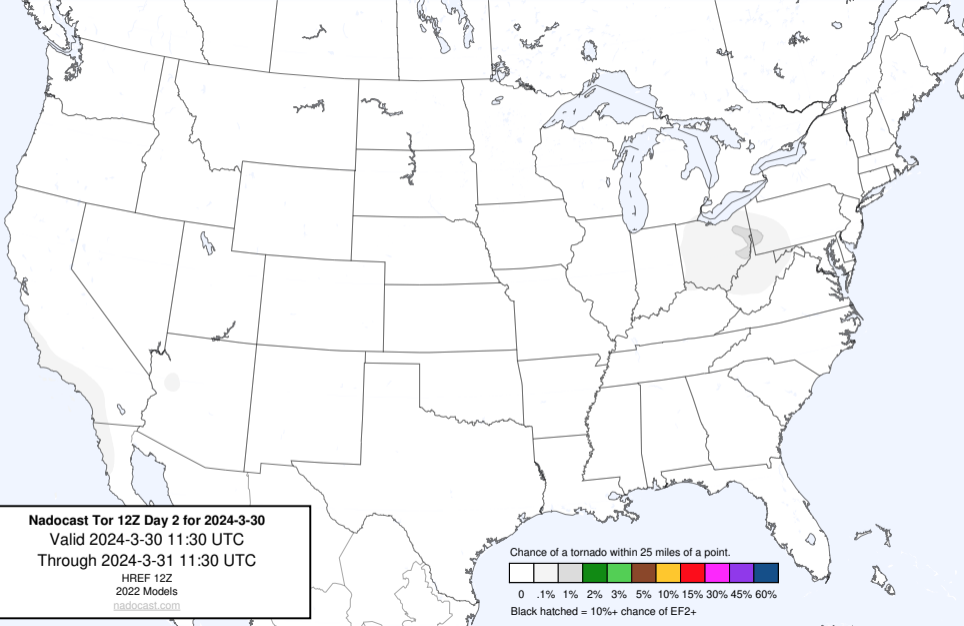 Nadocast Tor 12Z Day 2 for 2024-3-30
Valid 2024-3-30 11:30 UTC
Through 2024-3-31 11:30 UTC
HREF 12Z
2022 Models
nadocast.com
Chance of a tornado within 25 miles of a point.
0 .1% 1% 2% 3% 5% 10% 15% 30% 45% 60%
Black hatched = 10%+ chance of EF2+